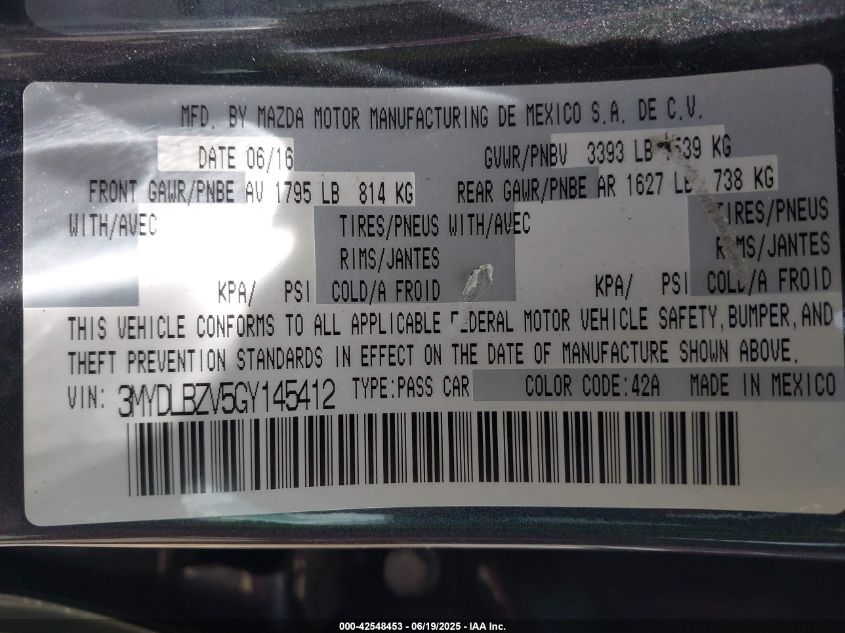 MFD. BY MAZDA MOTOR MANUFACTURING DE MEXICO S.A. DE C.V.
DATE 06/16 GVWR/PNBV 3393 LB 1539 KG
FRONT GAWR/PNBE AV 1795 LB 814 KG REAR GAWR/PNBE AR 1627 LB 738 KG
WITH/AVEC TIRES/PNEUS WITH/AVEC TIRES/PNEUS
RIMS/JANTES RIMS/JANTES
KPA/ PSI COLD/A FROID KPA/ PSI COLD/A FROID
THIS VEHICLE CONFORMS TO ALL APPLICABLE FEDERAL MOTOR VEHICLE SAFETY, BUMPER, AND
THEFT PREVENTION STANDARDS IN EFFECT ON THE DATE OF MANUFACTURE SHOWN ABOVE.
VIN: 3MYDLBZV5GY145412 TYPE:PASS CAR COLOR CODE:42A MADE IN MEXICO
000-42548453 - 06/19/2025 - IAA Inc.